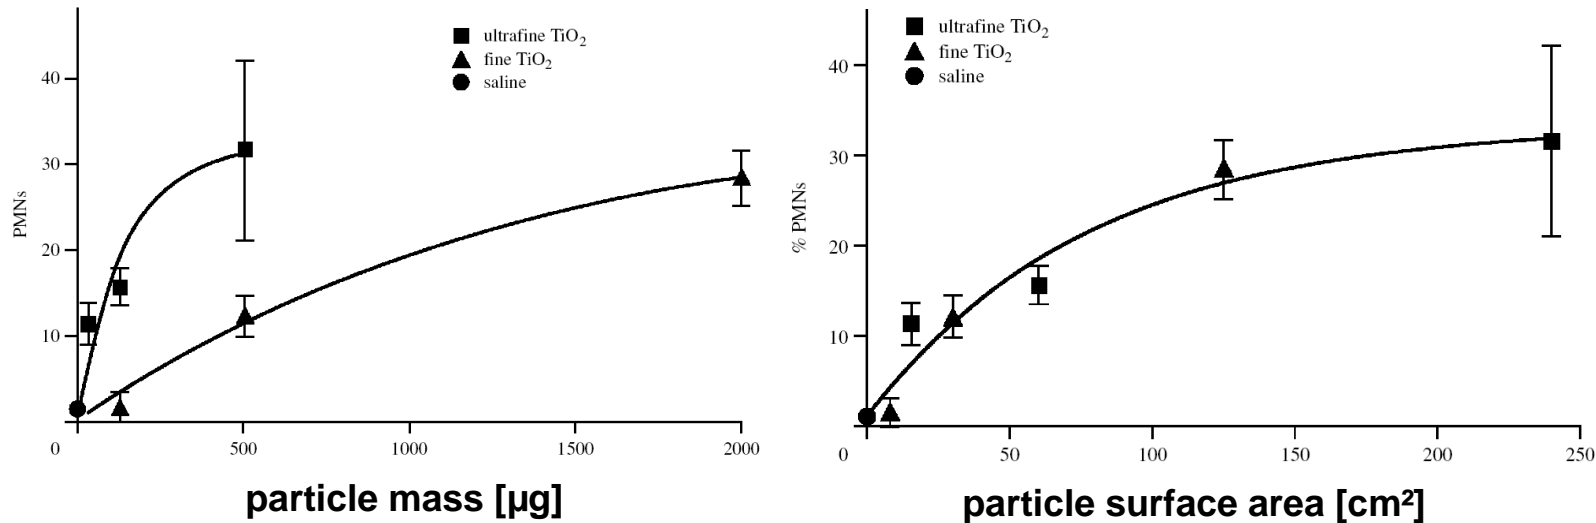 ultrafine TiO₂
fine TiO₂
saline
40
30
20
10
PMNs
0
500
1000
1500
2000
particle mass [µg]
ultrafine TiO₂
fine TiO₂
saline
40
30
20
10
% PMNs
0
50
100
150
200
250
particle surface area [cm²]